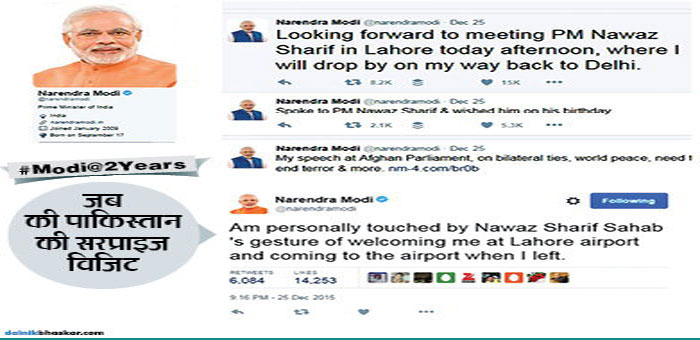 Narendra Modi
@narendramodi
Prime Minister of India
India
narendramodi.in
Joined January 2009
Born on September 17
#Modi@2Years
जब
की पाकिस्तान
की सरप्राइज
विजिट
dainikbhaskar.com
Narendra Modi @narendramodi · Dec 25
Looking forward to meeting PM Nawaz
Sharif in Lahore today afternoon, where I
will drop by on my way back to Delhi.
8.2K 15K
Narendra Modi @narendramodi · Dec 25
Spoke to PM Nawaz Sharif & wished him on his birthday
2.1K 5.3K
Narendra Modi @narendramodi · Dec 25
My speech at Afghan Parliament, on bilateral ties, world peace, need t
end terror & more. nm-4.com/br0b
Narendra Modi
@narendramodi
Following
Am personally touched by Nawaz Sharif Sahab
's gesture of welcoming me at Lahore airport
and coming to the airport when I left.
RETWEETS LIKES
6,084 14,253
9:16 PM - 25 Dec 2015